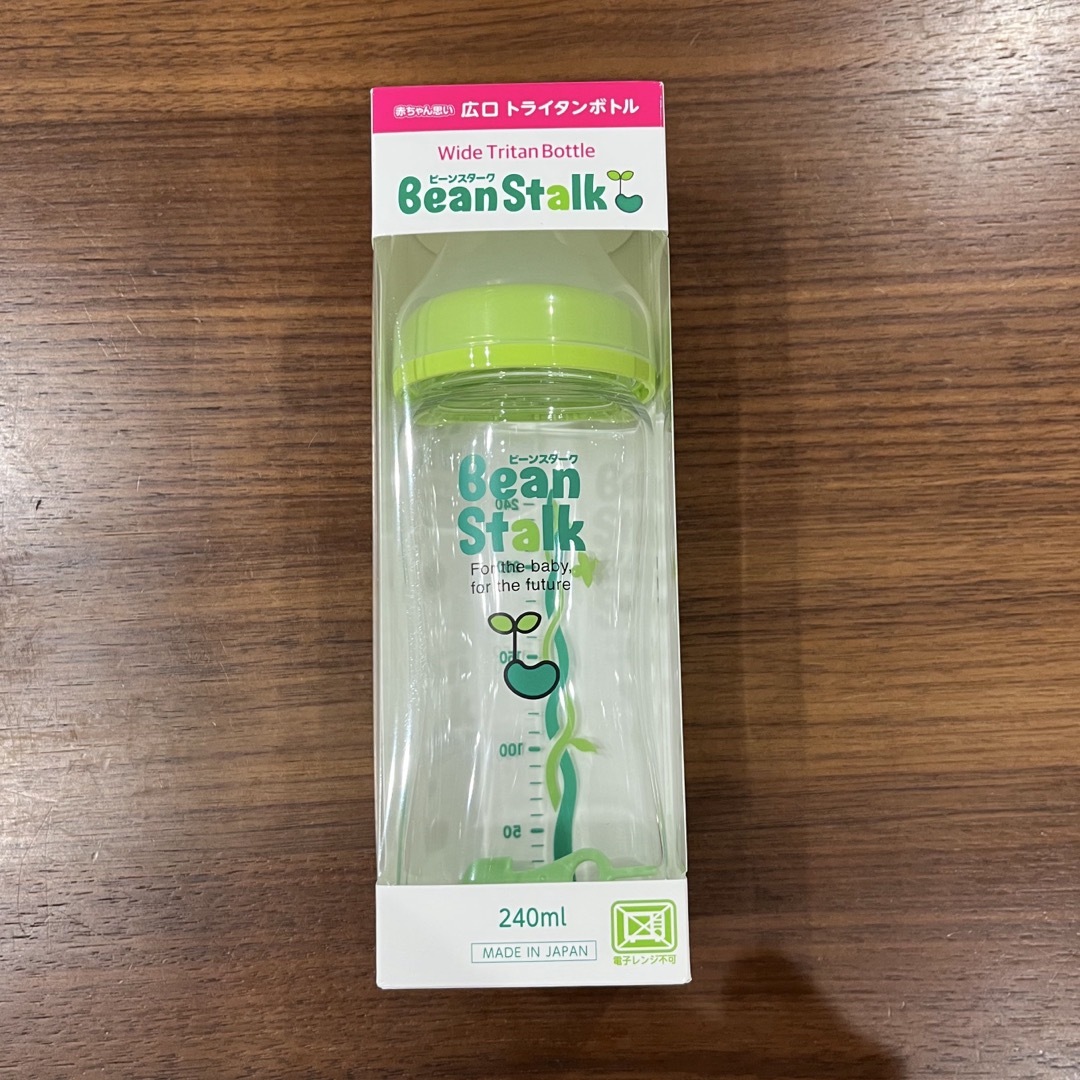 赤ちゃん思い 広口 トライタンボトル
Wide Tritan Bottle
ビーンスターク
BeanStalk
ビーンスターク
Bean
Stalk
For the baby,
for the future
240
150
100
50
240ml
MADE IN JAPAN
電子レンジ不可